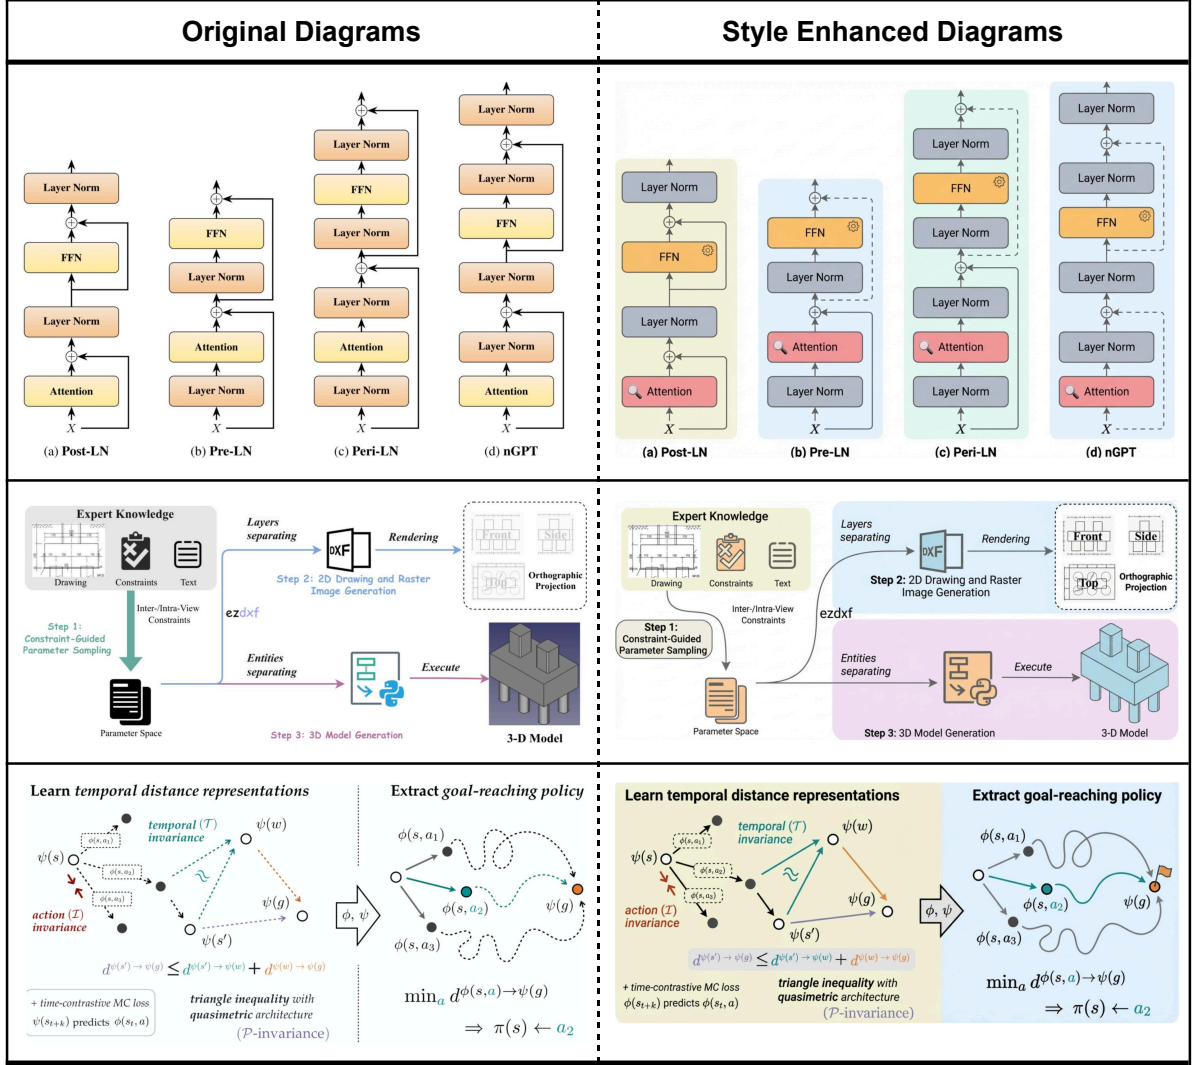 Original Diagrams
Style Enhanced Diagrams
Layer Norm
FFN
Layer Norm
Attention
X
(a) Post-LN
FFN
Layer Norm
Attention
Layer Norm
X
(b) Pre-LN
Layer Norm
FFN
Layer Norm
Layer Norm
Attention
Layer Norm
X
(c) Peri-LN
Layer Norm
Layer Norm
FFN
Layer Norm
Layer Norm
Attention
X
(d) nGPT
Layer Norm
FFN
Layer Norm
Attention
X
(a) Post-LN
FFN
Layer Norm
Attention
Layer Norm
X
(b) Pre-LN
Layer Norm
FFN
Layer Norm
Layer Norm
Attention
Layer Norm
X
(c) Peri-LN
Layer Norm
Layer Norm
FFN
Layer Norm
Layer Norm
Attention
X
(d) nGPT
Expert Knowledge
Drawing
Constraints
Text
Inter-/Intra-View
Constraints
Step 1:
Constraint-Guided
Parameter Sampling
Parameter Space
Layers
separating
DXF
Rendering
Step 2: 2D Drawing and Raster
Image Generation
Front
Side
Top
Orthographic
Projection
ezdxf
Entities
separating
Execute
Step 3: 3D Model Generation
3-D Model
Expert Knowledge
Drawing
Constraints
Text
Inter-/Intra-View
Constraints
Step 1:
Constraint-Guided
Parameter Sampling
Parameter Space
Layers
separating
DXF
Rendering
Step 2: 2D Drawing and Raster
Image Generation
Front
Side
Top
Orthographic
Projection
ezdxf
Entities
separating
Execute
Step 3: 3D Model Generation
3-D Model
Learn temporal distance representations
ψ(s)
ϕ(s, a₁)
ϕ(s, a₂)
ϕ(s, a₃)
temporal (𝒯)
invariance
ψ(w)
≈
action (ℐ)
invariance
ψ(g)
ψ(s′)
d^{ψ(s′)→ψ(g)} ≤ d^{ψ(s′)→ψ(w)} + d^{ψ(w)→ψ(g)}
+ time-contrastive MC loss
ψ(s_{t+k}) predicts ϕ(s_t, a)
triangle inequality with
quasimetric architecture
(𝒫-invariance)
ϕ, ψ
Extract goal-reaching policy
ϕ(s, a₁)
ϕ(s, a₂)
ϕ(s, a₃)
ψ(g)
min_a d^{ϕ(s,a)→ψ(g)}
⇒ π(s) ← a₂
Learn temporal distance representations
ψ(s)
ϕ(s, a₁)
ϕ(s, a₂)
ϕ(s, a₃)
temporal (𝒯)
invariance
ψ(w)
≈
action (ℐ)
invariance
ψ(g)
ψ(s′)
d^{ψ(s′)→ψ(g)} ≤ d^{ψ(s′)→ψ(w)} + d^{ψ(w)→ψ(g)}
+ time-contrastive MC loss
ϕ(s_{t+k}) predicts ϕ(s_t, a)
triangle inequality with
quasimetric architecture
(𝒫-invariance)
ϕ, ψ
Extract goal-reaching policy
ϕ(s, a₁)
ϕ(s, a₂)
ϕ(s, a₃)
ψ(g)
min_a d^{ϕ(s,a)→ψ(g)}
⇒ π(s) ← a₂